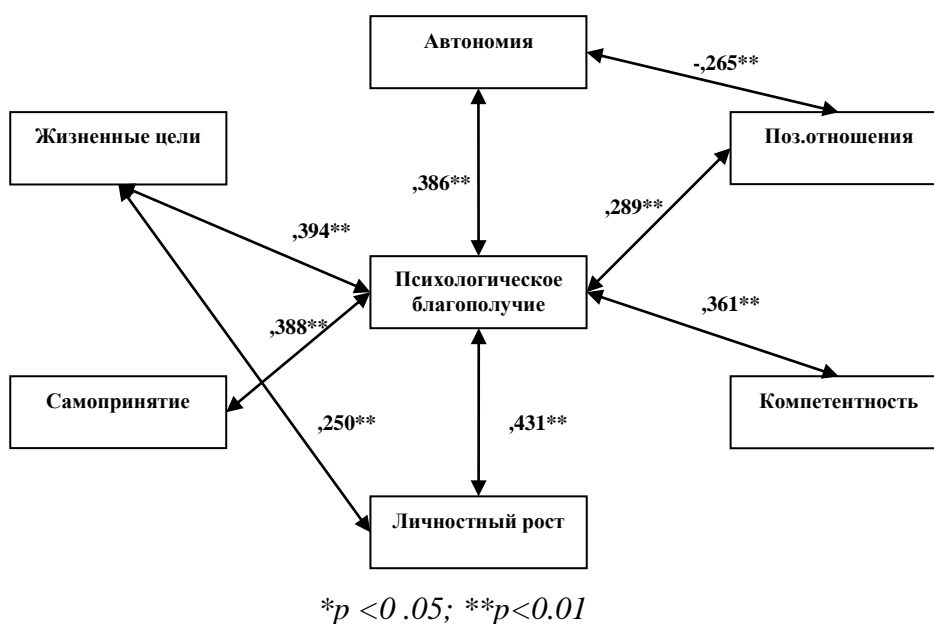 Автономия
-,265**
Жизненные цели
Поз.отношения
,386**
,289**
,394**
Психологическое
благополучие
,361**
,388**
Самопринятие
Компетентность
,250**
,431**
Личностный рост
*p <0 .05; **p<0.01